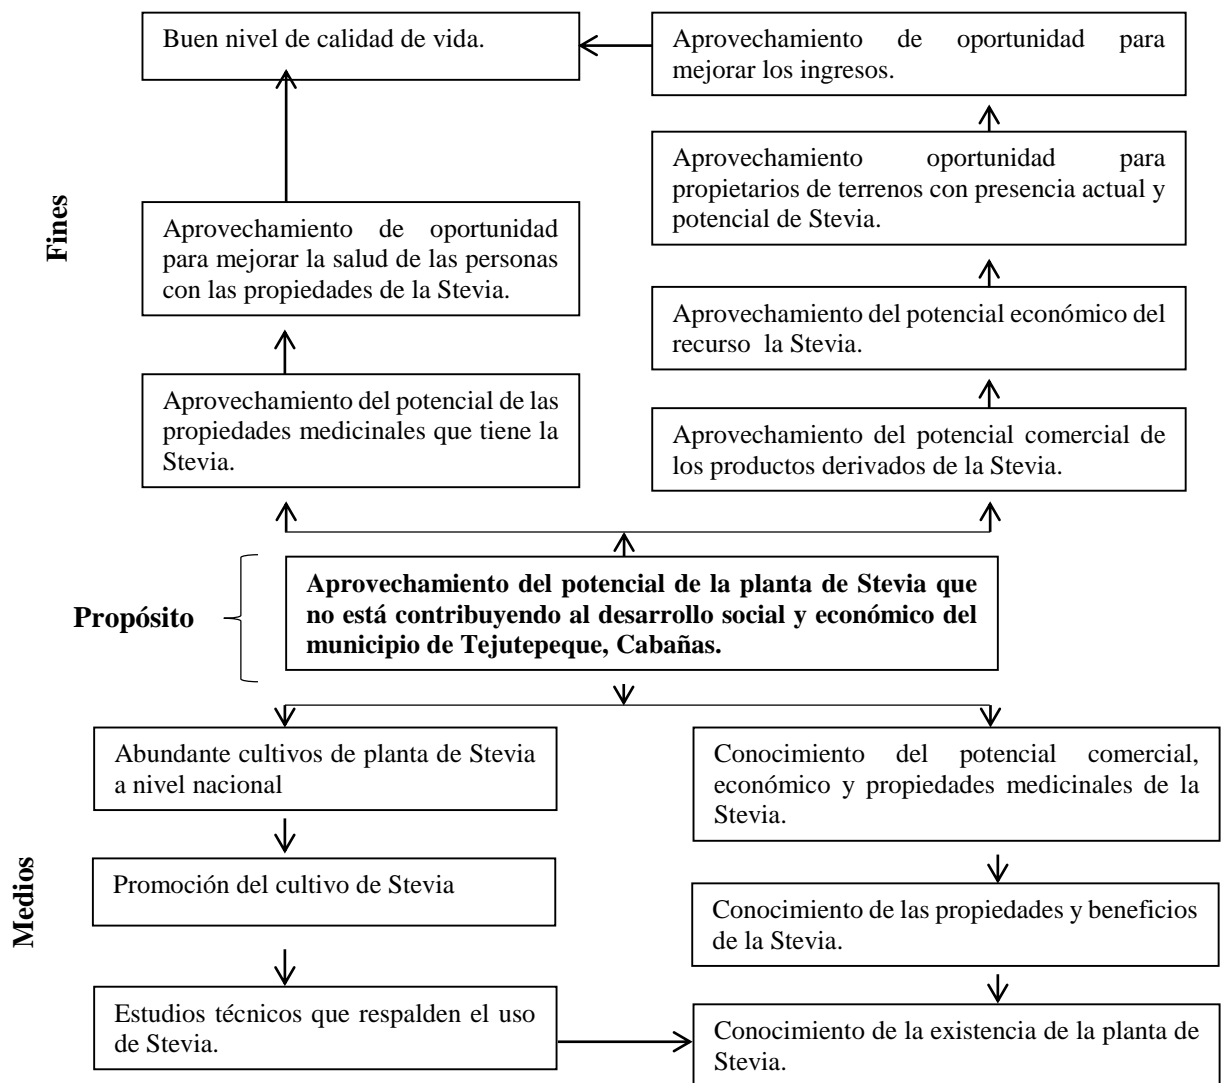 Buen nivel de calidad de vida.
Aprovechamiento de oportunidad para
mejorar los ingresos.
Aprovechamiento oportunidad para
propietarios de terrenos con presencia actual y
potencial de Stevia.
Fines
Aprovechamiento de oportunidad
para mejorar la salud de las personas
con las propiedades de la Stevia.
Aprovechamiento del potencial económico del
recurso la Stevia.
Aprovechamiento del potencial de las
propiedades medicinales que tiene la
Stevia.
Aprovechamiento del potencial comercial de
los productos derivados de la Stevia.
Propósito
Aprovechamiento del potencial de la planta de Stevia que
no está contribuyendo al desarrollo social y económico del
municipio de Tejutepeque, Cabañas.
Abundante cultivos de planta de Stevia
a nivel nacional
Conocimiento del potencial comercial,
económico y propiedades medicinales de la
Stevia.
Medios
Promoción del cultivo de Stevia
Conocimiento de las propiedades y beneficios
de la Stevia.
Estudios técnicos que respalden el uso
de Stevia.
Conocimiento de la existencia de la planta de
Stevia.